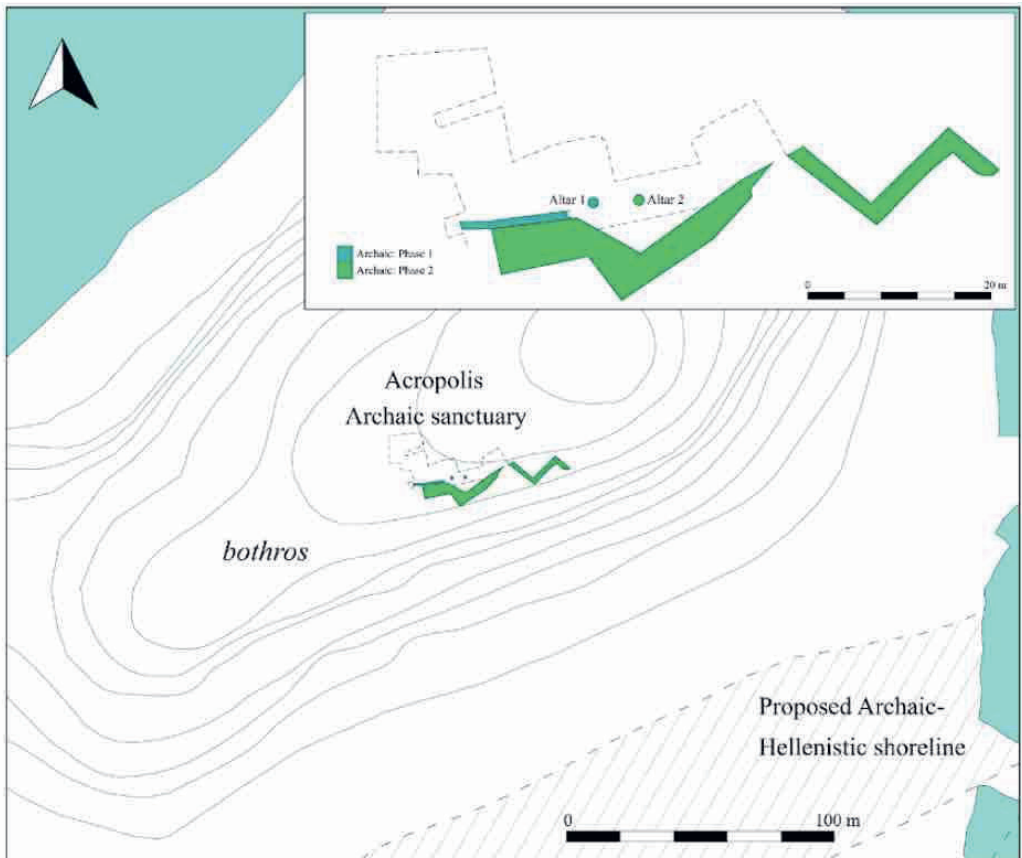 Altar 1
Altar 2
Archaic: Phase 1
Archaic: Phase 2
0
20 m
Acropolis
Archaic sanctuary
bothros
Proposed Archaic-
Hellenistic shoreline
0
100 m